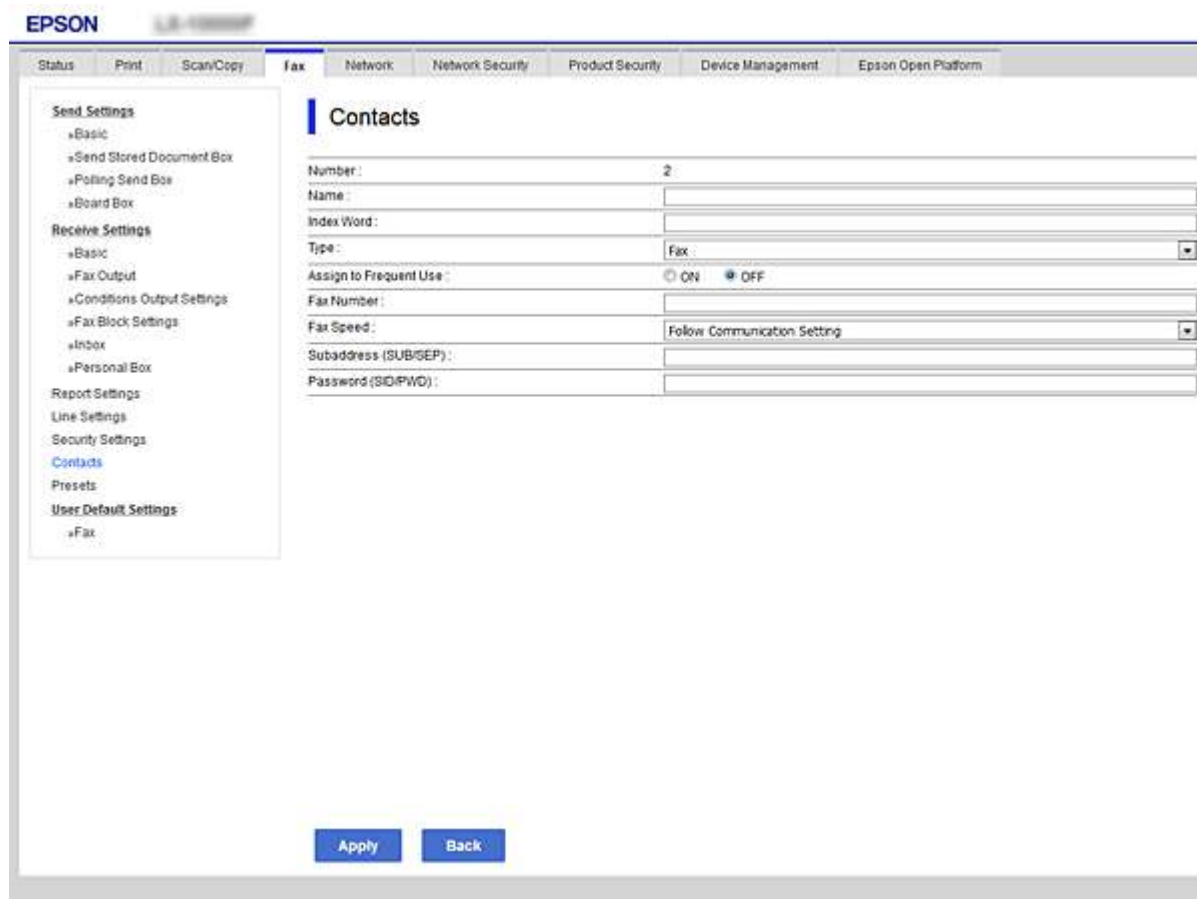 EPSON
Status Print Scan/Copy Fax Network Network Security Product Security Device Management Epson Open Platform
Send Settings
»Basic
»Send Stored Document Box
»Polling Send Box
»Board Box
Receive Settings
»Basic
»Fax Output
»Conditions Output Settings
»Fax Block Settings
»Inbox
»Personal Box
Report Settings
Line Settings
Security Settings
Contacts
Presets
User Default Settings
»Fax
Contacts
Number : 2
Name :
Index Word :
Type : Fax
Assign to Frequent Use : ON OFF
Fax Number :
Fax Speed : Follow Communication Setting
Subaddress (SUB/SEP) :
Password (SID/PWD) :
Apply Back